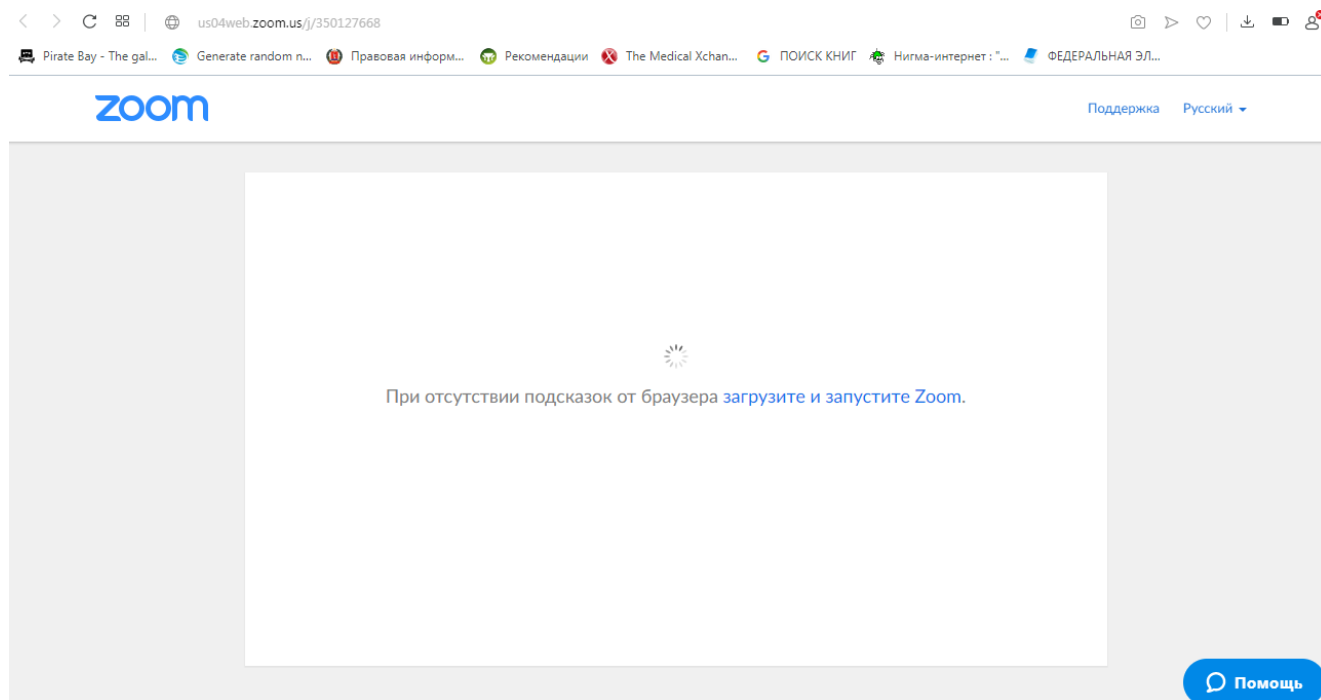 us04web.zoom.us/j/350127668
Pirate Bay - The gal... Generate random n... Правовая информ... Рекомендации The Medical Xchan... ПОИСК КНИГ Нигма-интернет : "... ФЕДЕРАЛЬНАЯ ЭЛ...
zoom Поддержка Русский
При отсутствии подсказок от браузера загрузите и запустите Zoom.
Помощь